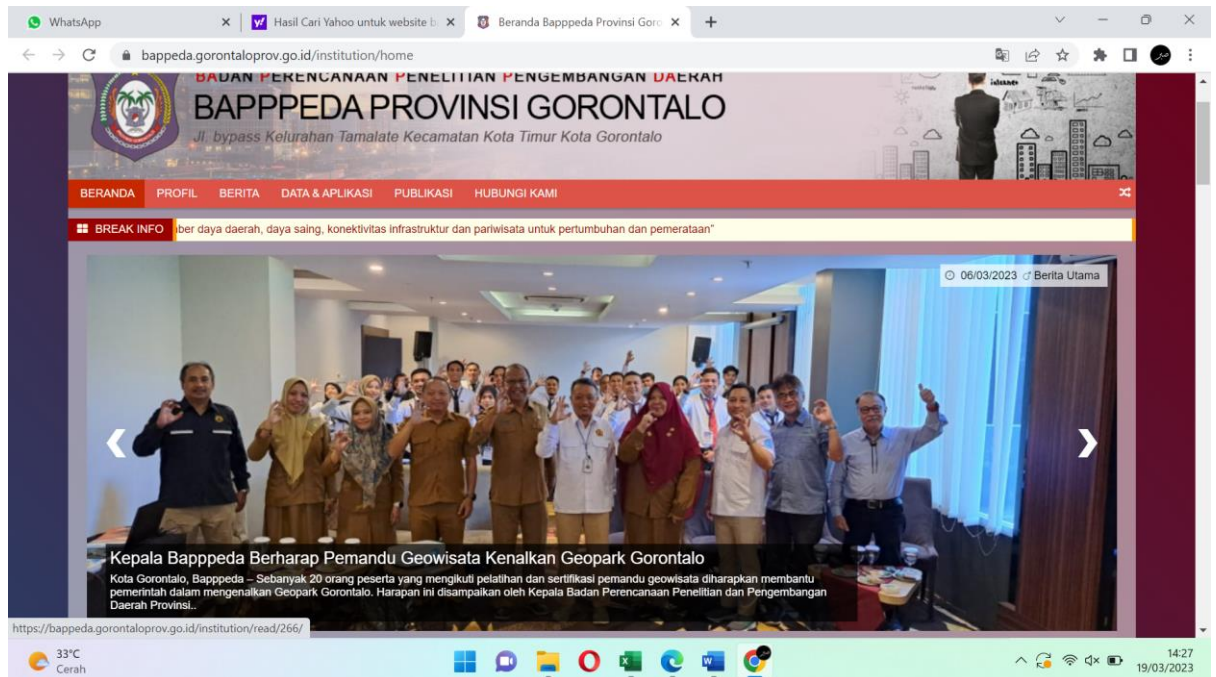 WhatsApp
Hasil Cari Yahoo untuk website b
Beranda Bapppeda Provinsi Goro
bappeda.gorontaloprov.go.id/institution/home
BADAN PERENCANAAN PENELITIAN PENGEMBANGAN DAERAH
BAPPPEDA PROVINSI GORONTALO
Jl. bypass Kelurahan Tamalate Kecamatan Kota Timur Kota Gorontalo
BERANDA PROFIL BERITA DATA & APLIKASI PUBLIKASI HUBUNGI KAMI
BREAK INFO ber daya daerah, daya saing, konektivitas infrastruktur dan pariwisata untuk pertumbuhan dan pemerataan"
06/03/2023 Berita Utama
Kepala Bapppeda Berharap Pemandu Geowisata Kenalkan Geopark Gorontalo
Kota Gorontalo, Bapppeda – Sebanyak 20 orang peserta yang mengikuti pelatihan dan sertifikasi pemandu geowisata diharapkan membantu
pemerintah dalam mengenalkan Geopark Gorontalo. Harapan ini disampaikan oleh Kepala Badan Perencanaan Penelitian dan Pengembangan
Daerah Provinsi..
https://bappeda.gorontaloprov.go.id/institution/read/266/
33°C
Cerah
14:27
19/03/2023